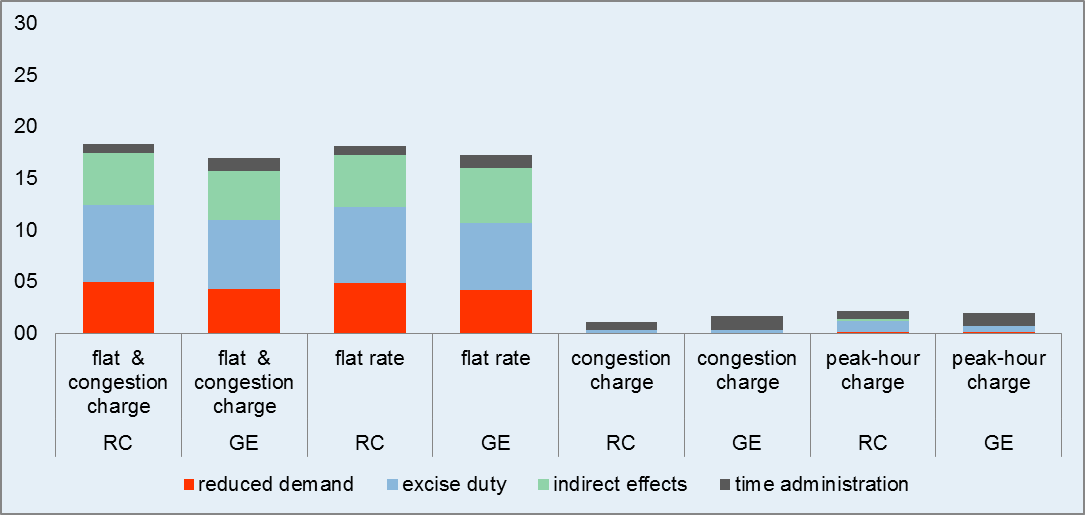 30
25
20
15
10
05
00
flat & flat & flat rate flat rate congestion congestion peak-hour peak-hour
congestion congestion charge charge charge charge
charge charge
RC GE RC GE RC GE RC GE
reduced demand excise duty indirect effects time administration